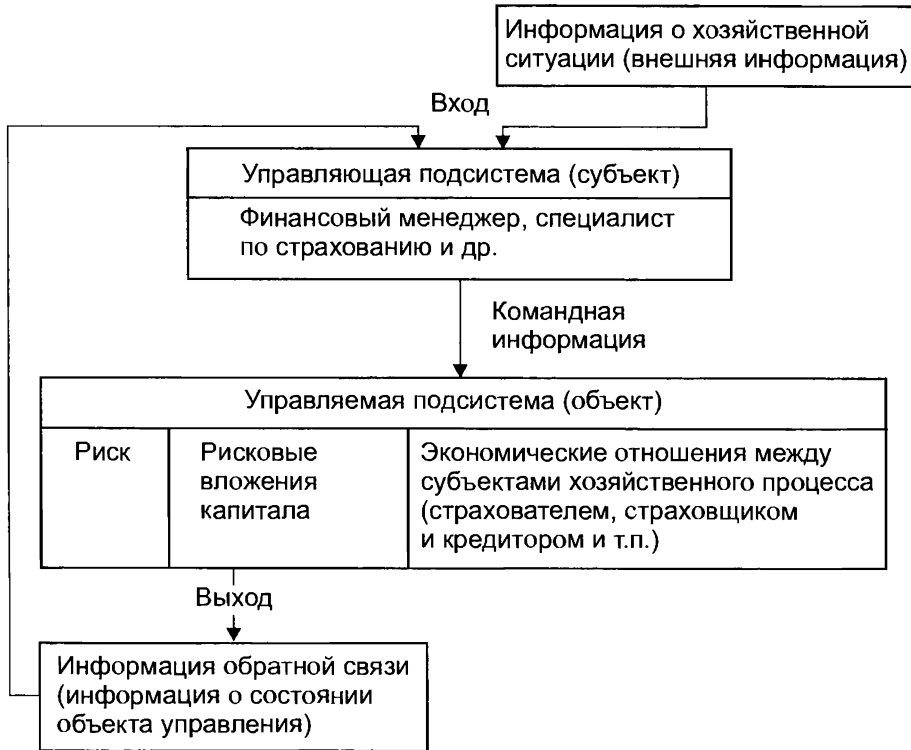 Информация о хозяйственной
ситуации (внешняя информация)
Вход
Управляющая подсистема (субъект)
Финансовый менеджер, специалист
по страхованию и др.
Командная
информация
Управляемая подсистема (объект)
Риск
Рисковые
вложения
капитала
Экономические отношения между
субъектами хозяйственного процесса
(страхователем, страховщиком
и кредитором и т.п.)
Выход
Информация обратной связи
(информация о состоянии
объекта управления)